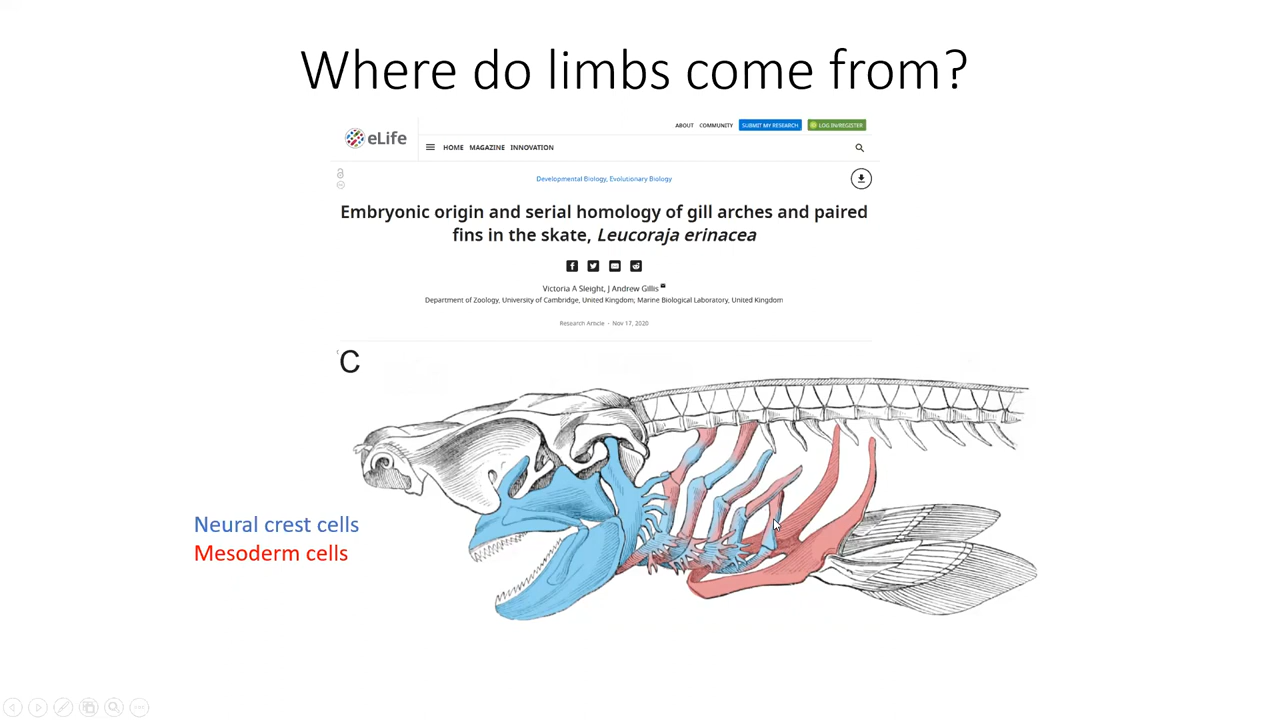 Where do limbs come from?
eLife
ABOUT COMMUNITY SUBMIT MY RESEARCH LOG IN/REGISTER
HOME MAGAZINE INNOVATION
Developmental Biology, Evolutionary Biology
Embryonic origin and serial homology of gill arches and paired
fins in the skate, Leucoraja erinacea
Victoria A Sleight, J Andrew Gillis
Department of Zoology, University of Cambridge, United Kingdom; Marine Biological Laboratory, United Kingdom
Research Article · Nov 17, 2020
C
Neural crest cells
Mesoderm cells